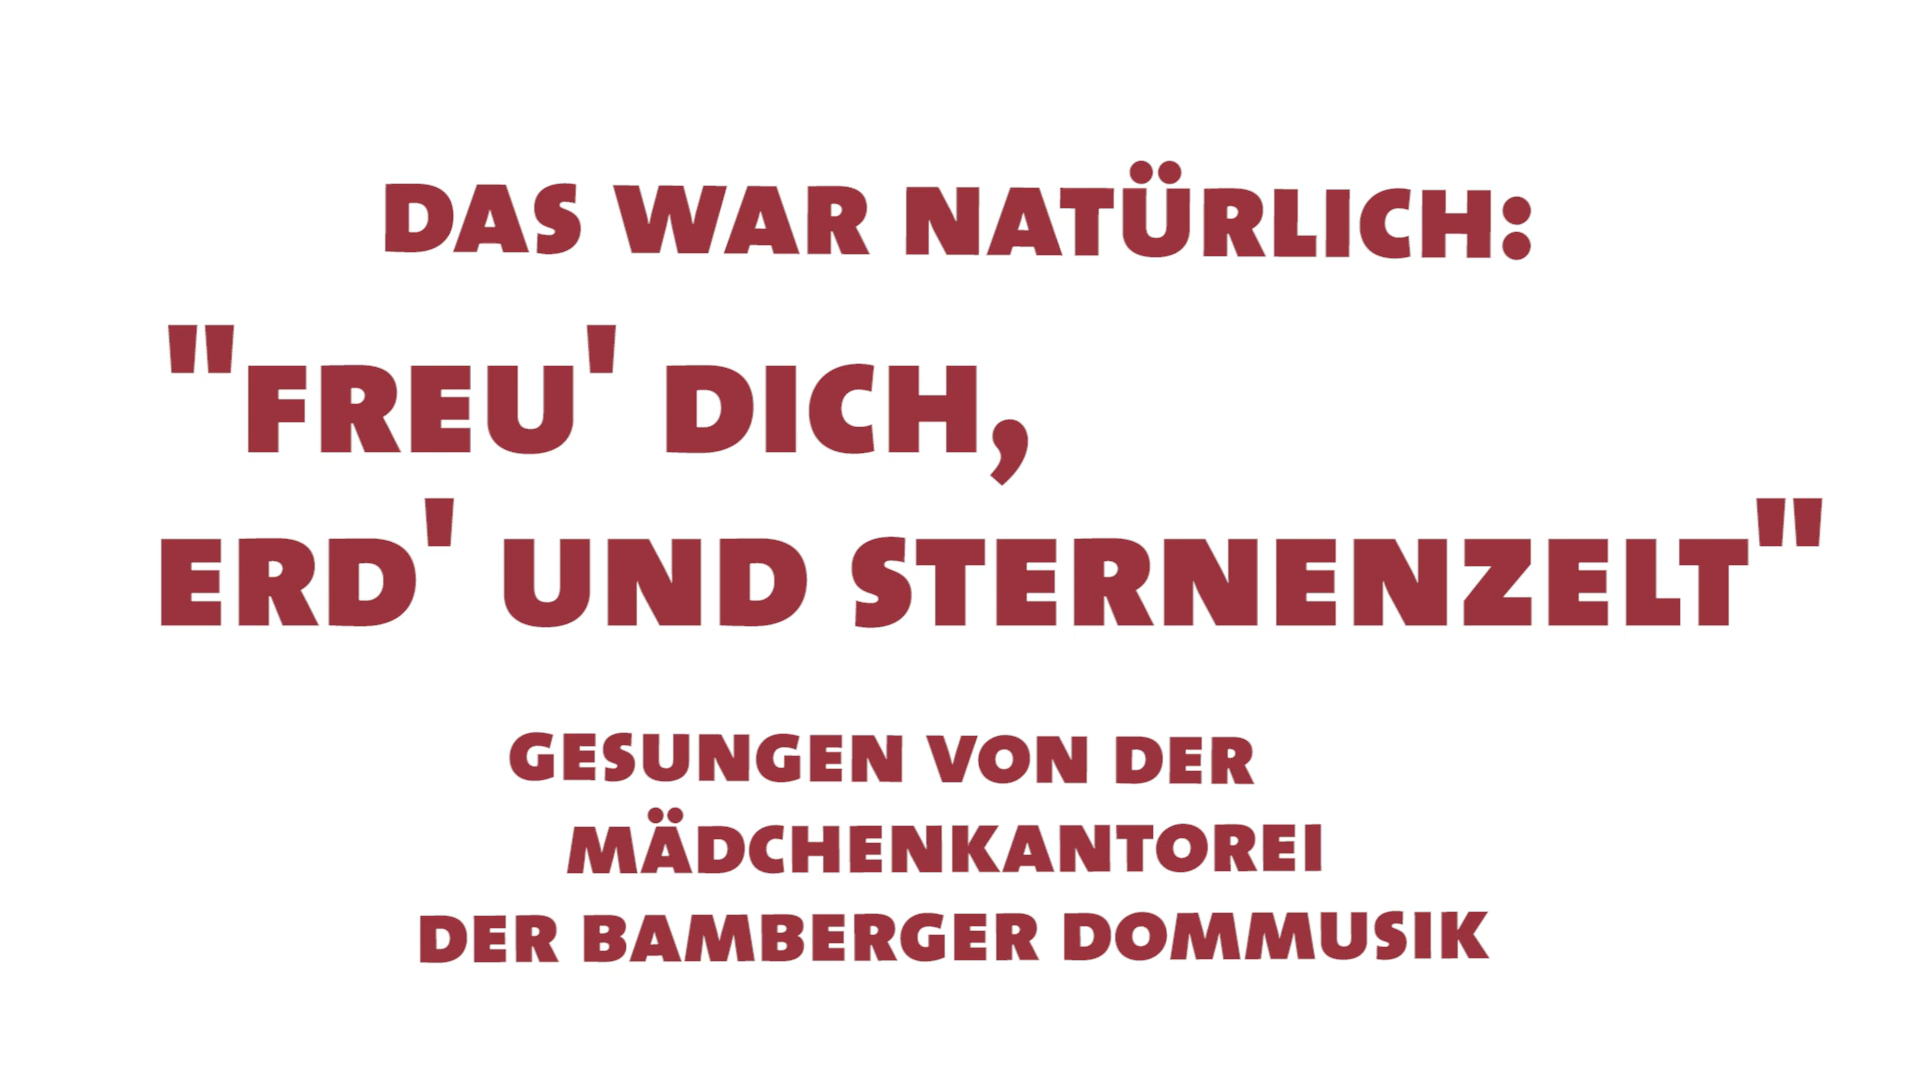 DAS WAR NATÜRLICH:
"FREU' DICH,
ERD' UND STERNENZELT"
GESUNGEN VON DER
MÄDCHENKANTOREI
DER BAMBERGER DOMMUSIK